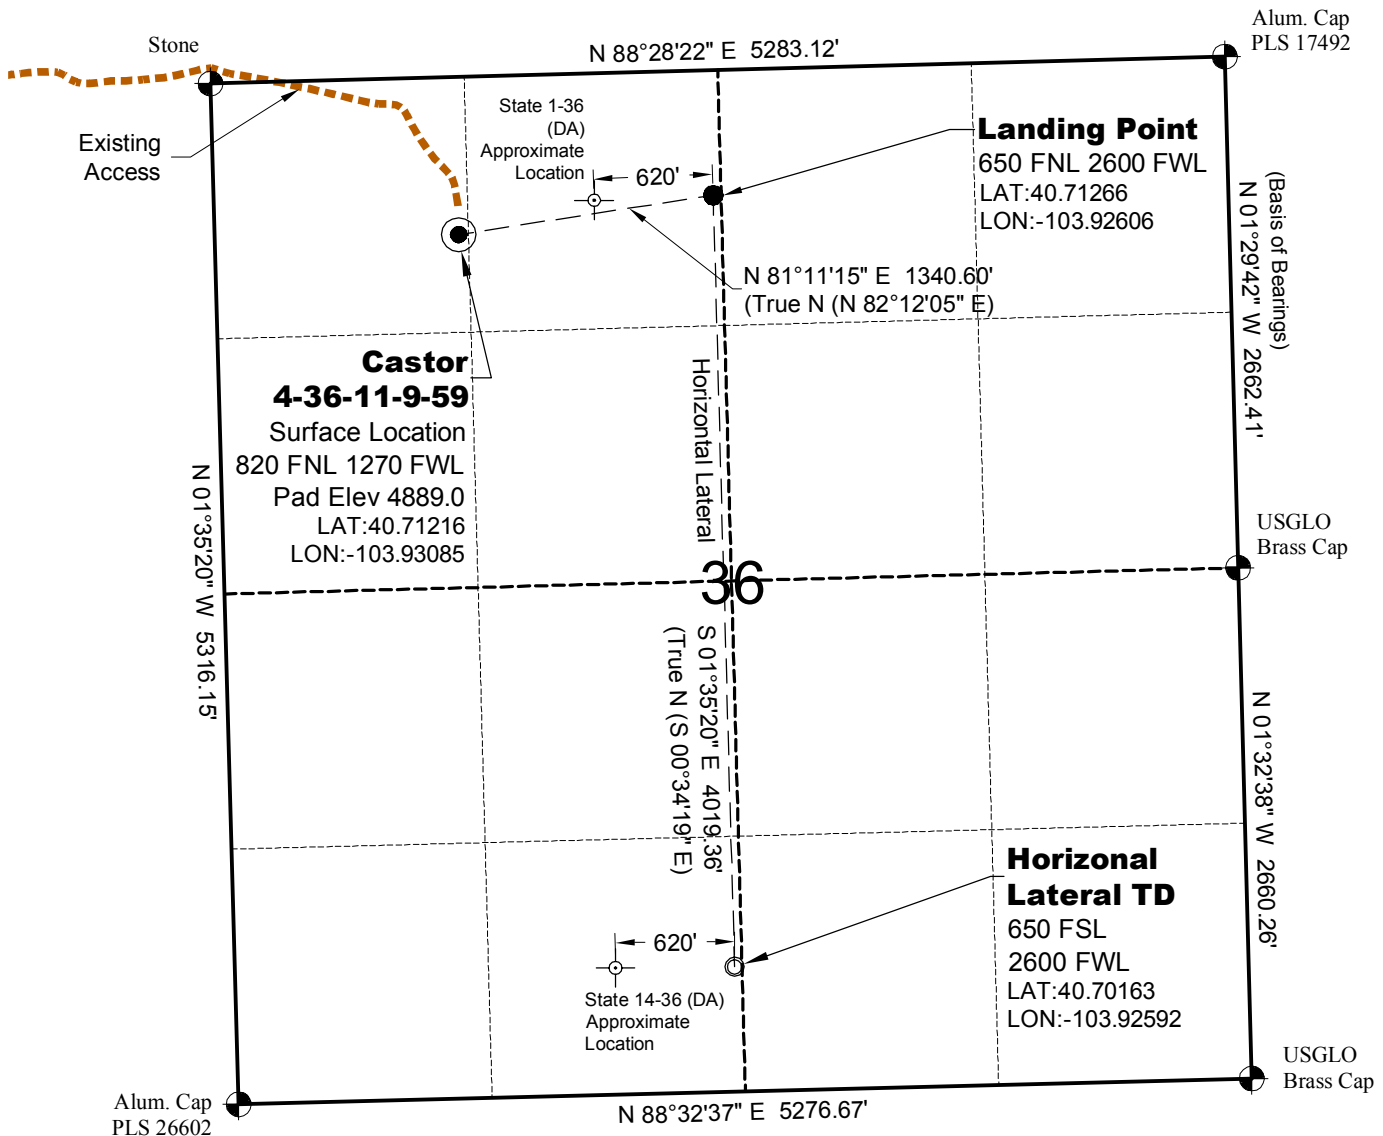 Alum. Cap
PLS 17492
Stone
N 88°28'22" E 5283.12'
State 1-36
(DA)
Approximate
Location
620'
Landing Point
650 FNL 2600 FWL
LAT:40.71266
LON:-103.92606
Existing
Access
(Basis of Bearings)
N 01°29'42" W 2662.41'
N 81°11'15" E 1340.60'
(True N (N 82°12'05" E)
Castor
4-36-11-9-59
Surface Location
820 FNL 1270 FWL
Pad Elev 4889.0
LAT:40.71216
LON:-103.93085
Horizontal Lateral
N 01°35'20" W 5316.15'
USGLO
Brass Cap
36
S 01°35'20" E 4019.36'
(True N (S 00°34'19" E)
N 01°32'38" W 2660.26'
Horizonal
Lateral TD
650 FSL
2600 FWL
LAT:40.70163
LON:-103.92592
620'
State 14-36 (DA)
Approximate
Location
USGLO
Brass Cap
Alum. Cap
PLS 26602
N 88°32'37" E 5276.67'